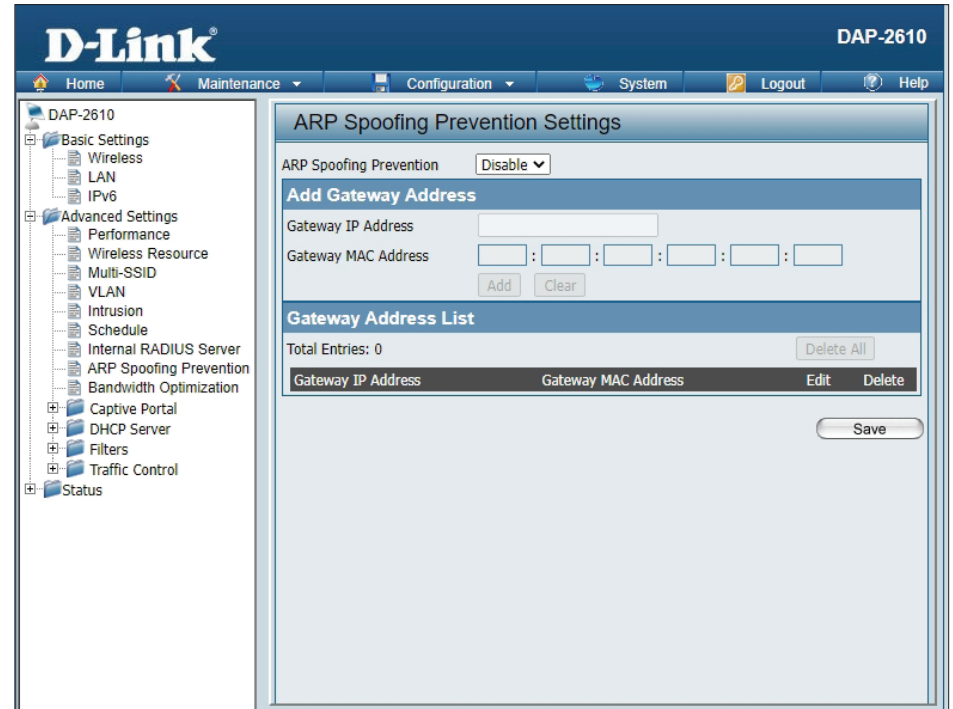 D-Link®
DAP-2610
Home Maintenance Configuration System Logout Help
DAP-2610
Basic Settings
Wireless
LAN
IPv6
Advanced Settings
Performance
Wireless Resource
Multi-SSID
VLAN
Intrusion
Schedule
Internal RADIUS Server
ARP Spoofing Prevention
Bandwidth Optimization
Captive Portal
DHCP Server
Filters
Traffic Control
Status
ARP Spoofing Prevention Settings
ARP Spoofing Prevention Disable
Add Gateway Address
Gateway IP Address
Gateway MAC Address : : : : :
Add Clear
Gateway Address List
Total Entries: 0 Delete All
Gateway IP Address Gateway MAC Address Edit Delete
Save